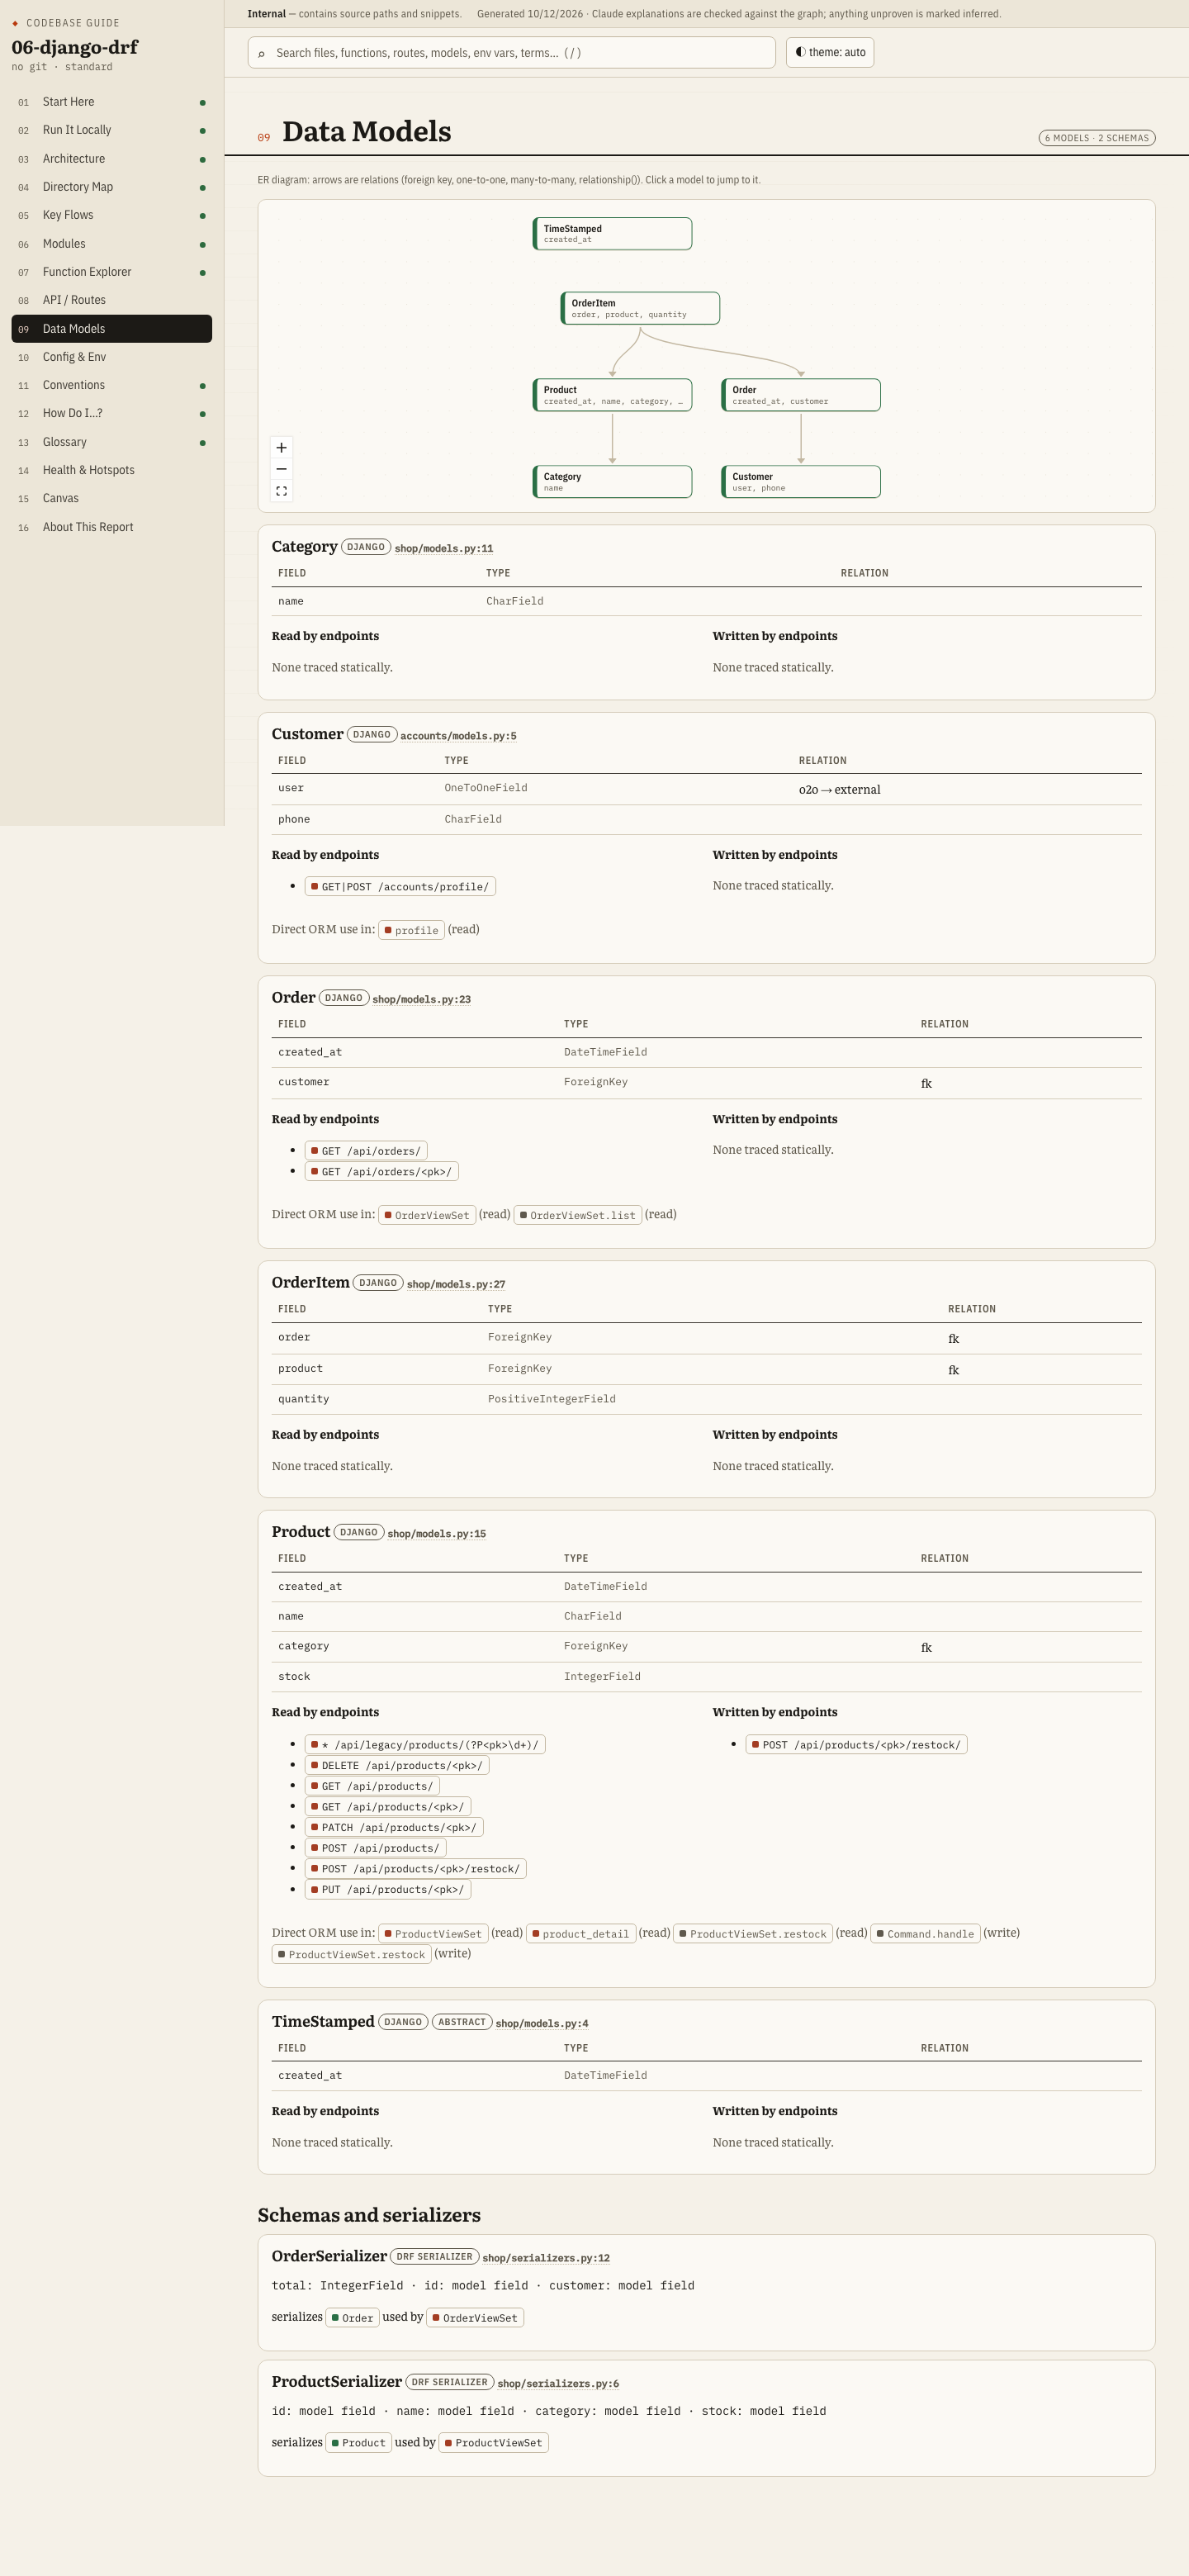 ◆ CODEBASE GUIDE
06-django-drf
no git · standard
01 Start Here
02 Run It Locally
03 Architecture
04 Directory Map
05 Key Flows
06 Modules
07 Function Explorer
08 API / Routes
09 Data Models
10 Config & Env
11 Conventions
12 How Do I...?
13 Glossary
14 Health & Hotspots
15 Canvas
16 About This Report
Internal — contains source paths and snippets. Generated 10/12/2026 · Claude explanations are checked against the graph; anything unproven is marked inferred.
Search files, functions, routes, models, env vars, terms... ( / )
theme: auto
09 Data Models
6 MODELS · 2 SCHEMAS
ER diagram: arrows are relations (foreign key, one-to-one, many-to-many, relationship()). Click a model to jump to it.
TimeStamped
created_at
OrderItem
order, product, quantity
Product
created_at, name, category, …
Order
created_at, customer
Category
name
Customer
user, phone
Category DJANGO shop/models.py:11
FIELD TYPE RELATION
name CharField
Read by endpoints Written by endpoints
None traced statically. None traced statically.
Customer DJANGO accounts/models.py:5
FIELD TYPE RELATION
user OneToOneField o2o → external
phone CharField
Read by endpoints Written by endpoints
GET|POST /accounts/profile/ None traced statically.
Direct ORM use in: profile (read)
Order DJANGO shop/models.py:23
FIELD TYPE RELATION
created_at DateTimeField
customer ForeignKey fk
Read by endpoints Written by endpoints
GET /api/orders/ None traced statically.
GET /api/orders/<pk>/
Direct ORM use in: OrderViewSet (read) OrderViewSet.list (read)
OrderItem DJANGO shop/models.py:27
FIELD TYPE RELATION
order ForeignKey fk
product ForeignKey fk
quantity PositiveIntegerField
Read by endpoints Written by endpoints
None traced statically. None traced statically.
Product DJANGO shop/models.py:15
FIELD TYPE RELATION
created_at DateTimeField
name CharField
category ForeignKey fk
stock IntegerField
Read by endpoints Written by endpoints
* /api/legacy/products/(?P<pk>\d+)/ POST /api/products/<pk>/restock/
DELETE /api/products/<pk>/
GET /api/products/
GET /api/products/<pk>/
PATCH /api/products/<pk>/
POST /api/products/
POST /api/products/<pk>/restock/
PUT /api/products/<pk>/
Direct ORM use in: ProductViewSet (read) product_detail (read) ProductViewSet.restock (read) Command.handle (write)
ProductViewSet.restock (write)
TimeStamped DJANGO ABSTRACT shop/models.py:4
FIELD TYPE RELATION
created_at DateTimeField
Read by endpoints Written by endpoints
None traced statically. None traced statically.
Schemas and serializers
OrderSerializer DRF SERIALIZER shop/serializers.py:12
total: IntegerField · id: model field · customer: model field
serializes Order used by OrderViewSet
ProductSerializer DRF SERIALIZER shop/serializers.py:6
id: model field · name: model field · category: model field · stock: model field
serializes Product used by ProductViewSet